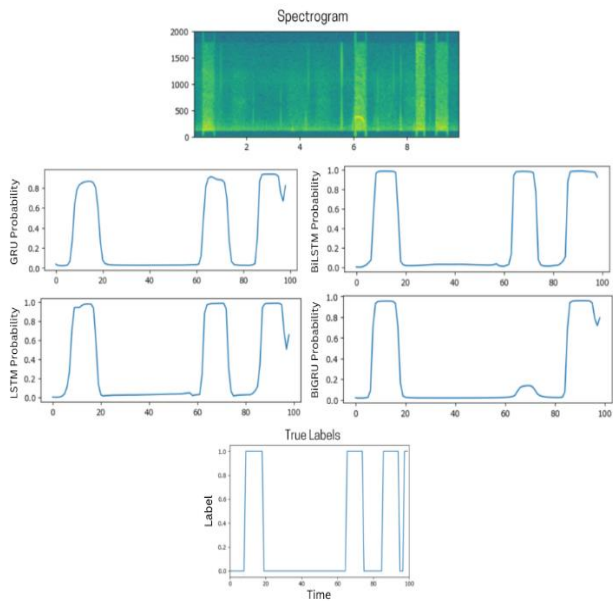 Spectrogram
2000
1500
1000
500
0
2 4 6 8
GRU Probability
0.8
0.6
0.4
0.2
0.0
0 20 40 60 80 100
BiLSTM Probability
1.0
0.8
0.6
0.4
0.2
0.0
0 20 40 60 80 100
LSTM Probability
1.0
0.8
0.6
0.4
0.2
0.0
0 20 40 60 80 100
BiGRU Probability
0.8
0.6
0.4
0.2
0.0
0 20 40 60 80 100
True Labels
Label
1.0
0.8
0.6
0.4
0.2
0.0
0 20 40 60 80 100
Time